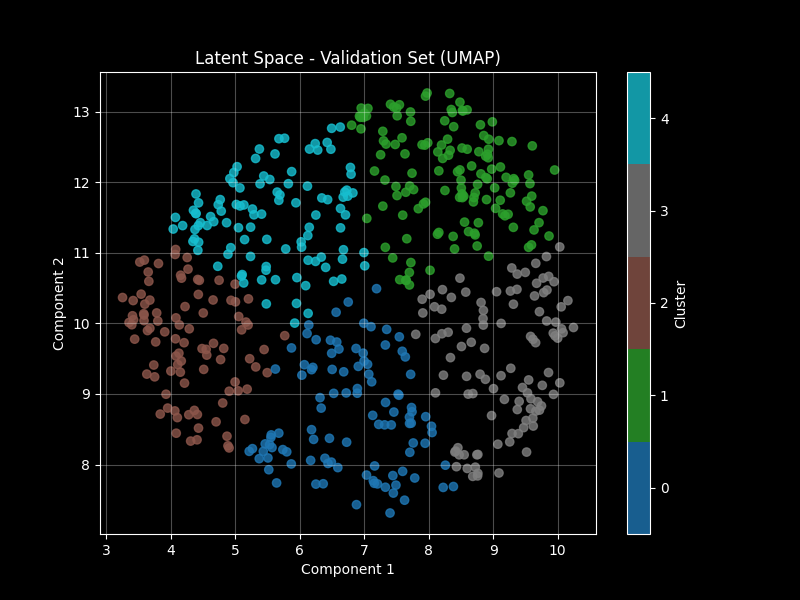 Latent Space - Validation Set (UMAP)
13
12
11
10
9
8
Component 2
3 4 5 6 7 8 9 10
Component 1
4
3
2
1
0
Cluster